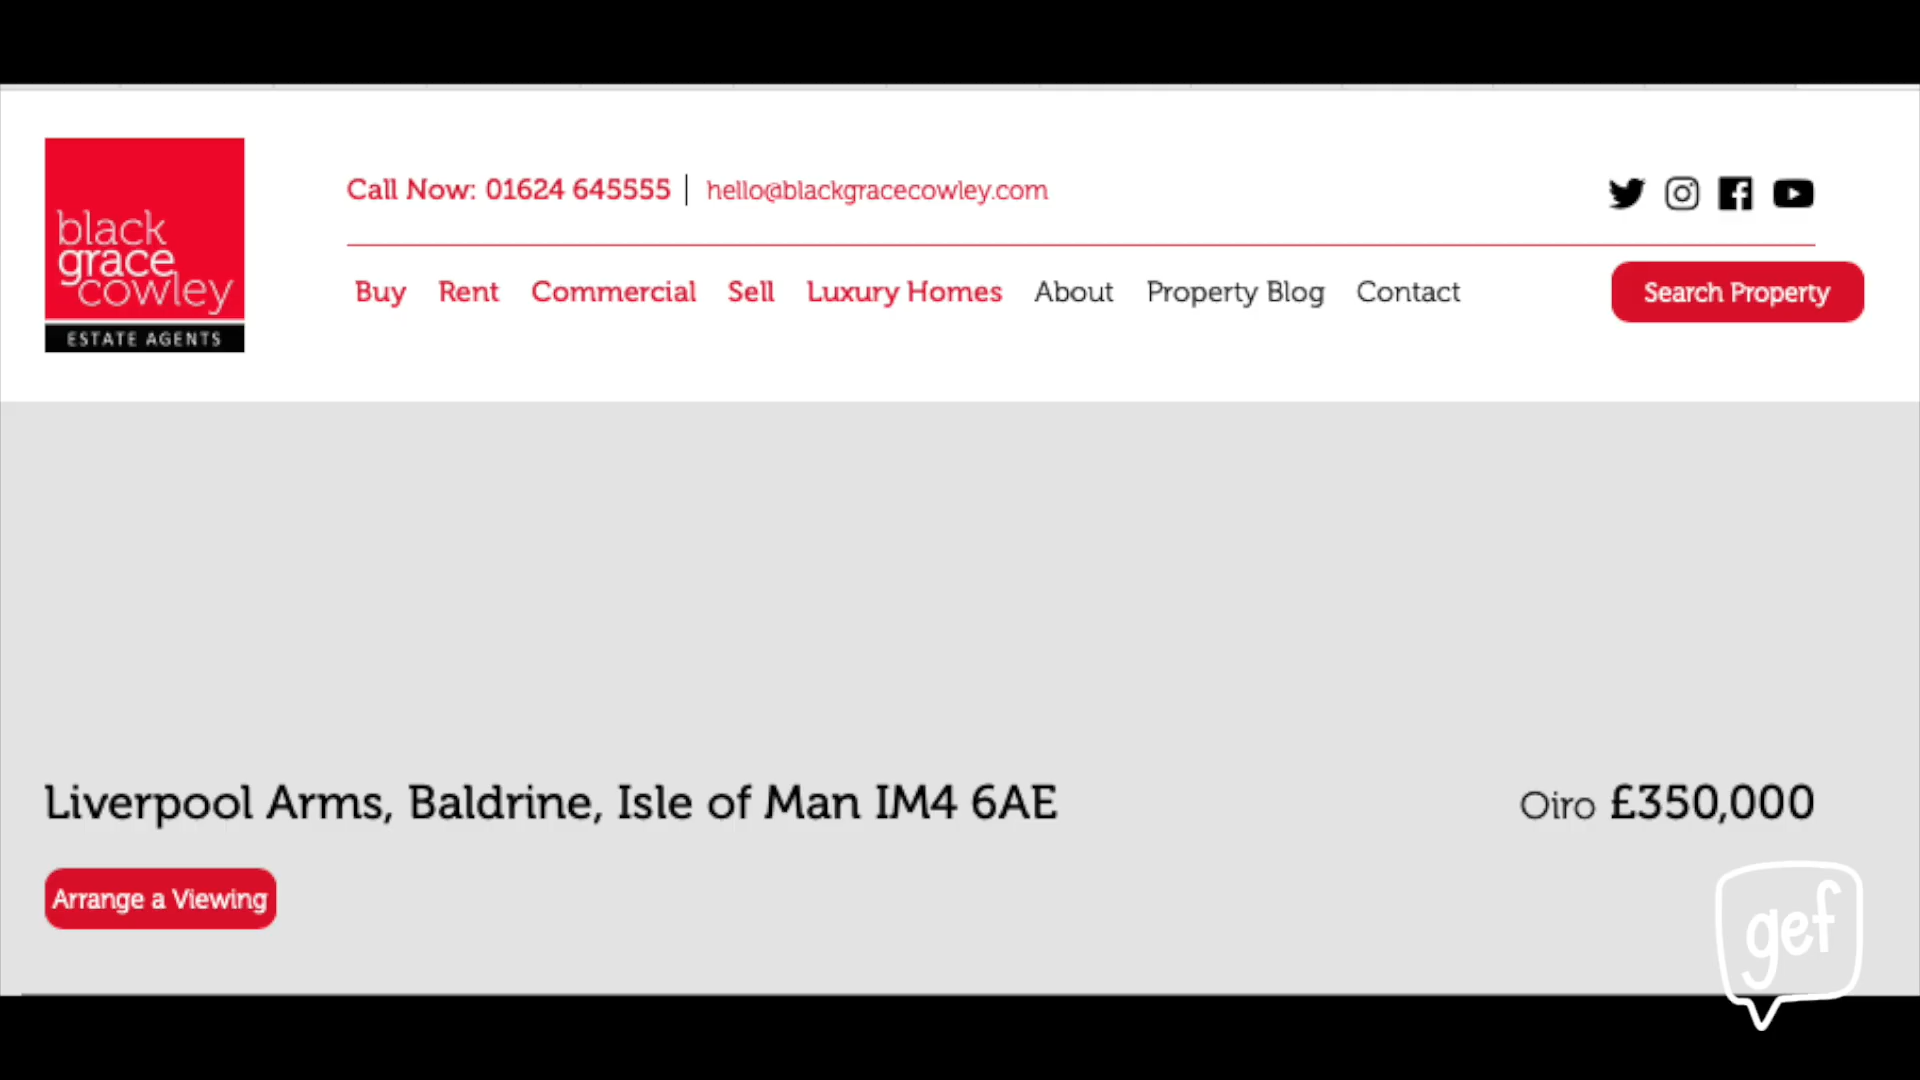 black
grace
cowley
ESTATE AGENTS
Call Now: 01624 645555 | hello@blackgracecowley.com
Buy Rent Commercial Sell Luxury Homes About Property Blog Contact
Search Property
Liverpool Arms, Baldrine, Isle of Man IM4 6AE
Oiro £350,000
Arrange a Viewing
gef